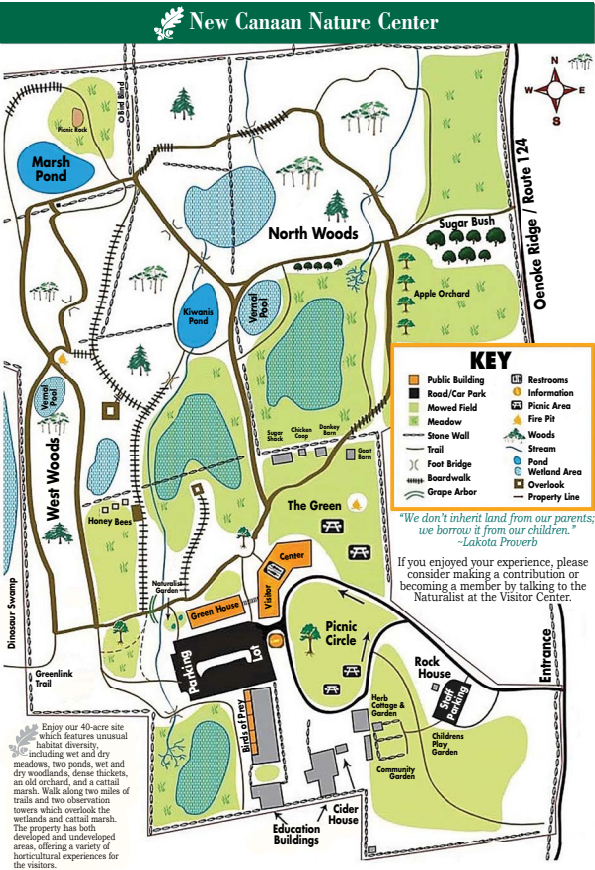 New Canaan Nature Center
N
W
E
S
Bird Blind
Picnic Rock
Marsh
Pond
Oenoke Ridge / Route 124
North Woods
Sugar Bush
Apple Orchard
Kiwanis
Pond
Vernal
Pool
KEY
Public Building
Road/Car Park
Mowed Field
Meadow
Stone Wall
Trail
Foot Bridge
Boardwalk
Grape Arbor
Restrooms
Information
Picnic Area
Fire Pit
Woods
Stream
Pond
Wetland Area
Overlook
Property Line
Vernal
Pool
West Woods
Sugar
Shack
Chicken
Coop
Donkey
Barn
Goat
Barn
The Green
Honey Bees
“We don’t inherit land from our parents;
we borrow it from our children.”
~Lakota Proverb
If you enjoyed your experience, please
consider making a contribution or
becoming a member by talking to the
Naturalist at the Visitor Center.
Dinosaur Swamp
Naturalist
Garden
Green House
Visitor
Center
Picnic
Circle
Parking
Lot
Rock
House
Staff
Parking
Entrance
Greenlink
Trail
Birds of Prey
Herb
Cottage &
Garden
Childrens
Play
Garden
Community
Garden
Cider
House
Education
Buildings
Enjoy our 40-acre site
which features unusual
habitat diversity,
including wet and dry
meadows, two ponds, wet and
dry woodlands, dense thickets,
an old orchard, and a cattail
marsh. Walk along two miles of
trails and two observation
towers which overlook the
wetlands and cattail marsh.
The property has both
developed and undeveloped
areas, offering a variety of
horticultural experiences for
the visitors.